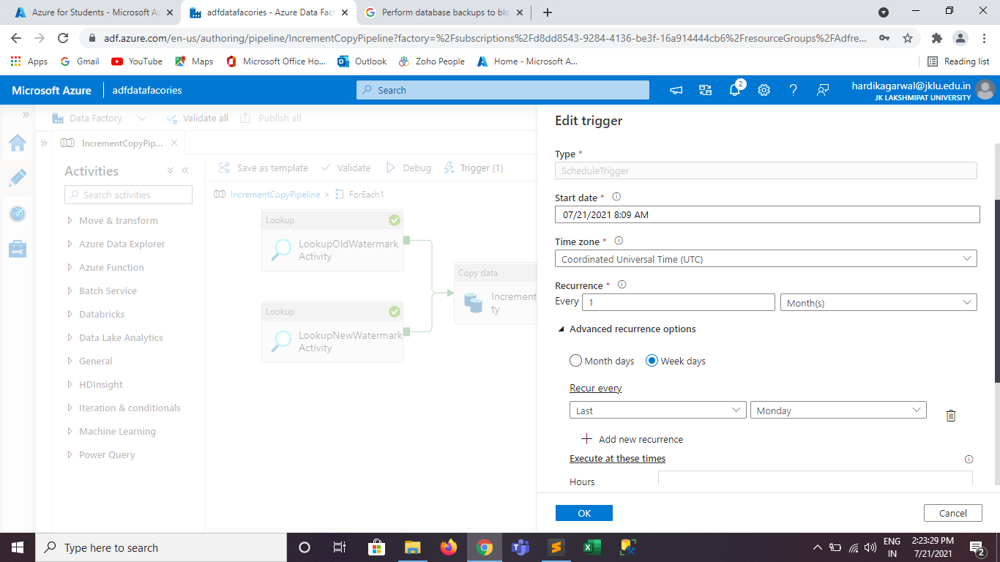 Azure for Students - Microsoft Az
adfdatafacories - Azure Data Fact
Perform database backups to blo
adf.azure.com/en-us/authoring/pipeline/IncrementCopyPipeline?factory=%2Fsubscriptions%2Fd8dd8543-9284-4136-be3f-16a914444cb6%2FresourceGroups%2FAdfre...
Apps
Gmail
YouTube
Maps
Microsoft Office Ho...
Outlook
Zoho People
Home - Microsoft A...
Reading list
Microsoft Azure
adfdatafacories
Search
2
hardikagarwal@jklu.edu.in
JK LAKSHMIPAT UNIVERSITY
Data Factory
Validate all
Publish all
IncrementCopyPip...
Activities
Search activities
Move & transform
Azure Data Explorer
Azure Function
Batch Service
Databricks
Data Lake Analytics
General
HDInsight
Iteration & conditionals
Machine Learning
Power Query
Save as template
Validate
Debug
Trigger (1)
IncrementCopyPipeline > ForEach1
Lookup
LookupOldWatermark
Activity
Lookup
LookupNewWatermark
Activity
Copy data
Increment
ty
Edit trigger
Type *
ScheduleTrigger
Start date *
07/21/2021 8:09 AM
Time zone *
Coordinated Universal Time (UTC)
Recurrence *
Every 1 Month(s)
Advanced recurrence options
Month days
Week days
Recur every
Last
Monday
Add new recurrence
Execute at these times
Hours
OK
Cancel
Type here to search
ENG
IN
2:23:29 PM
7/21/2021
2